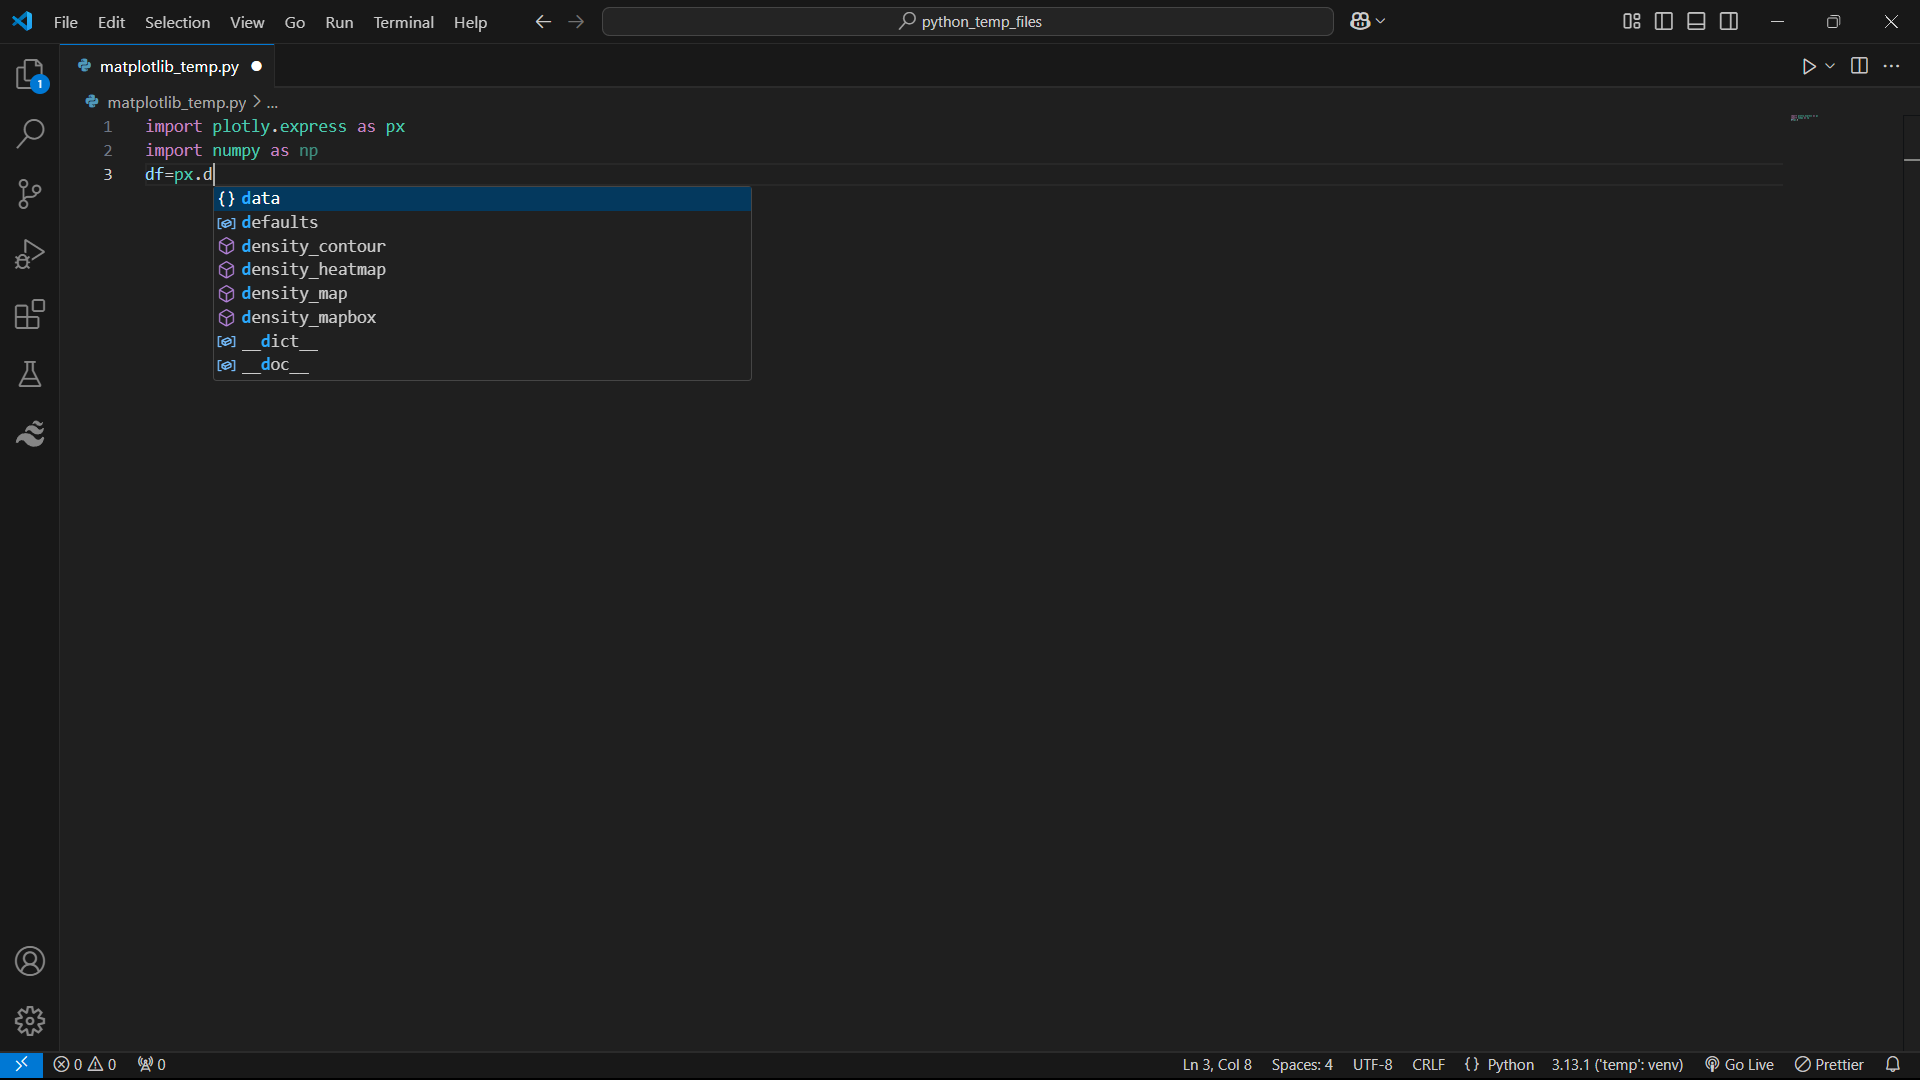 File Edit Selection View Go Run Terminal Help python_temp_files
1
matplotlib_temp.py
matplotlib_temp.py > ...
1 import plotly.express as px
2 import numpy as np
3 df=px.d
{} data
defaults
density_contour
density_heatmap
density_map
density_mapbox
__dict__
__doc__
0 0 0 Ln 3, Col 8 Spaces: 4 UTF-8 CRLF {} Python 3.13.1 ('temp': venv) Go Live Prettier